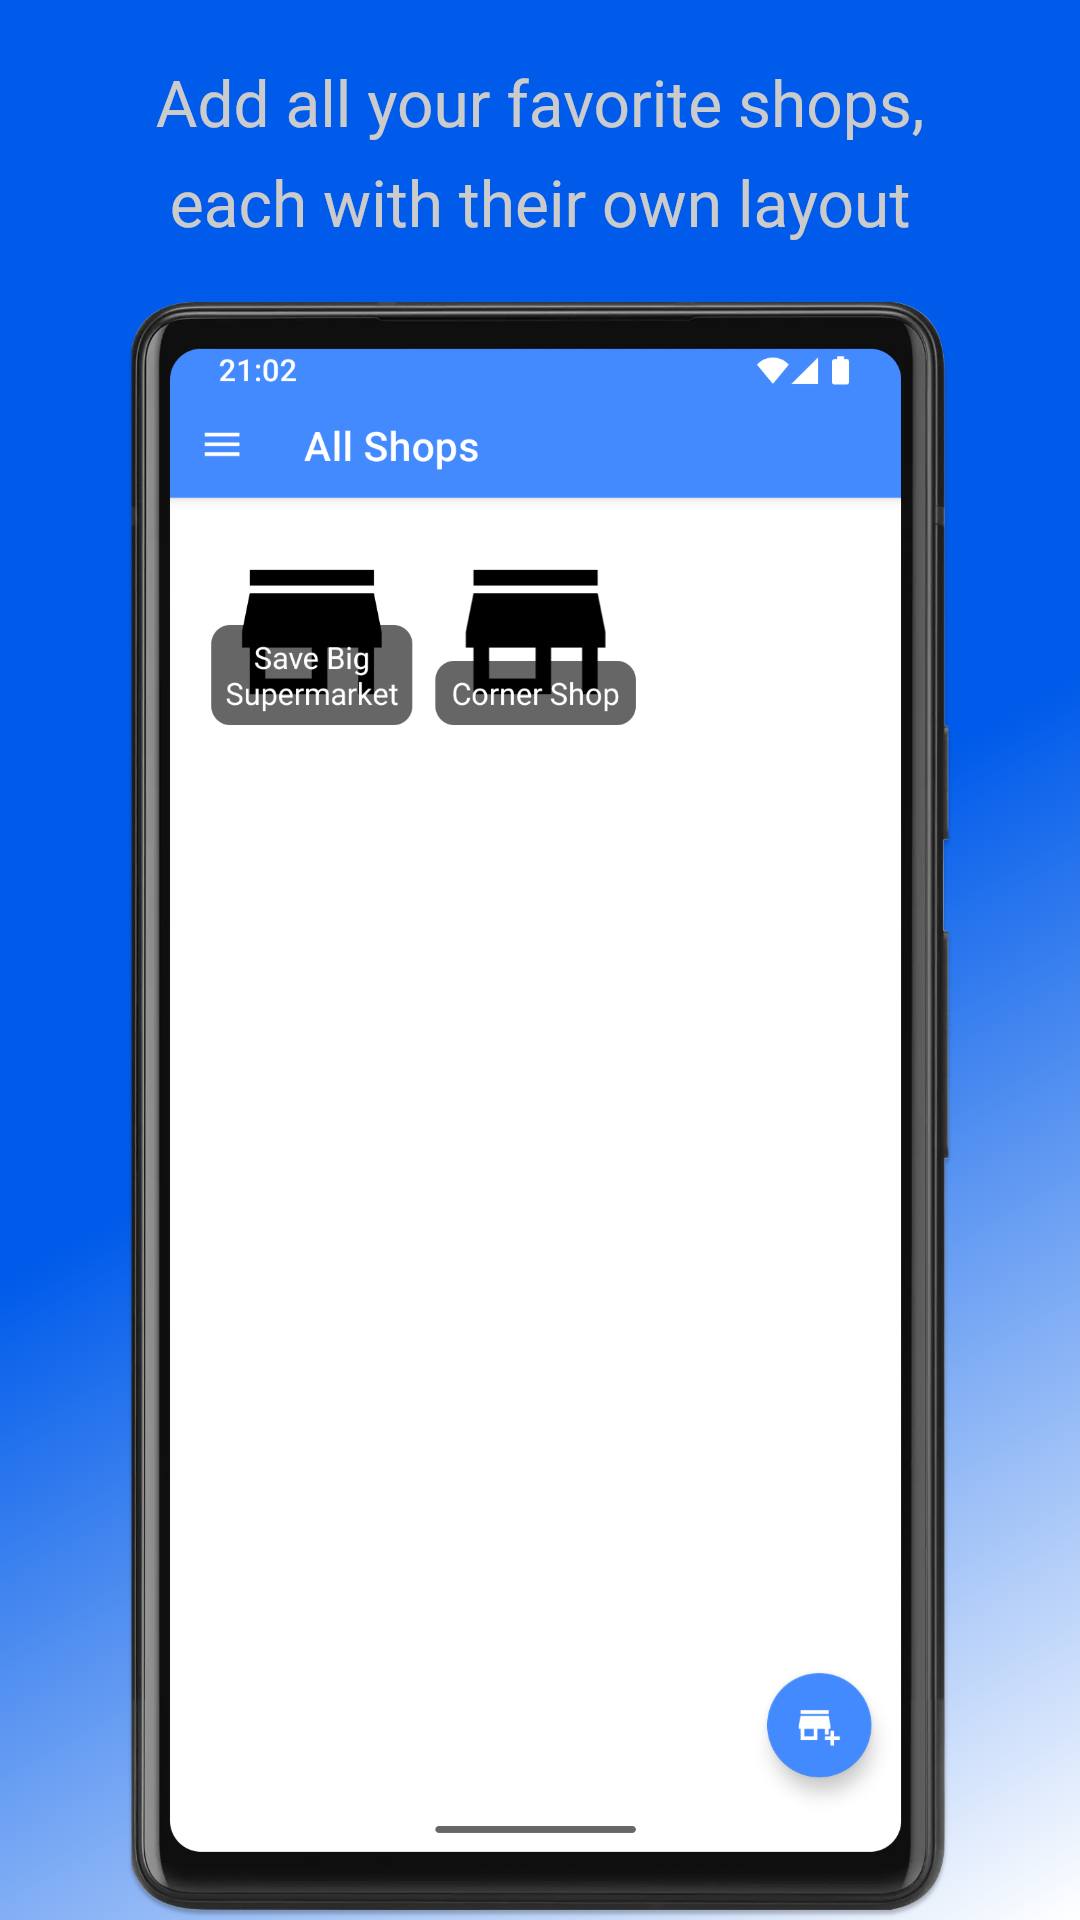 Add all your favorite shops,
each with their own layout
21:02
All Shops
Save Big
Supermarket
Corner Shop